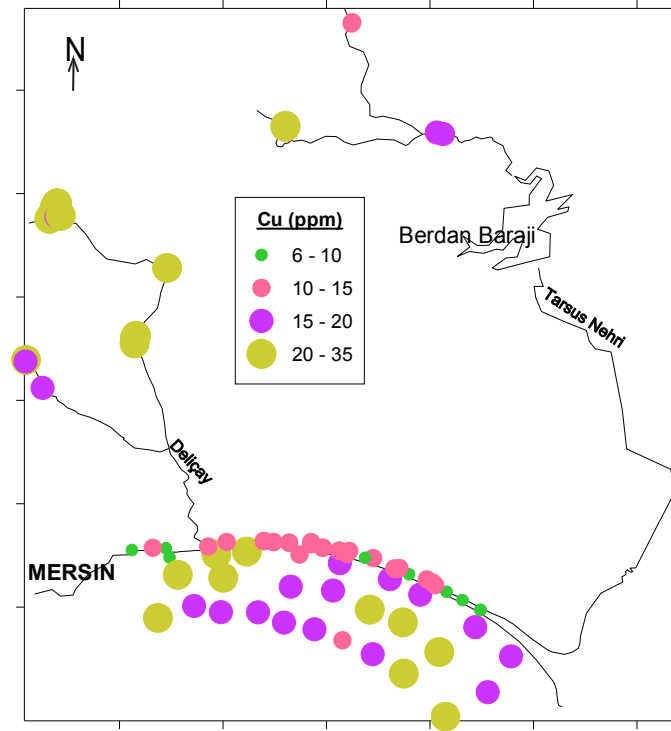 N
Cu (ppm)
6 - 10
10 - 15
15 - 20
20 - 35
Berdan Baraji
Tarsus Nehri
Deliçay
MERSIN